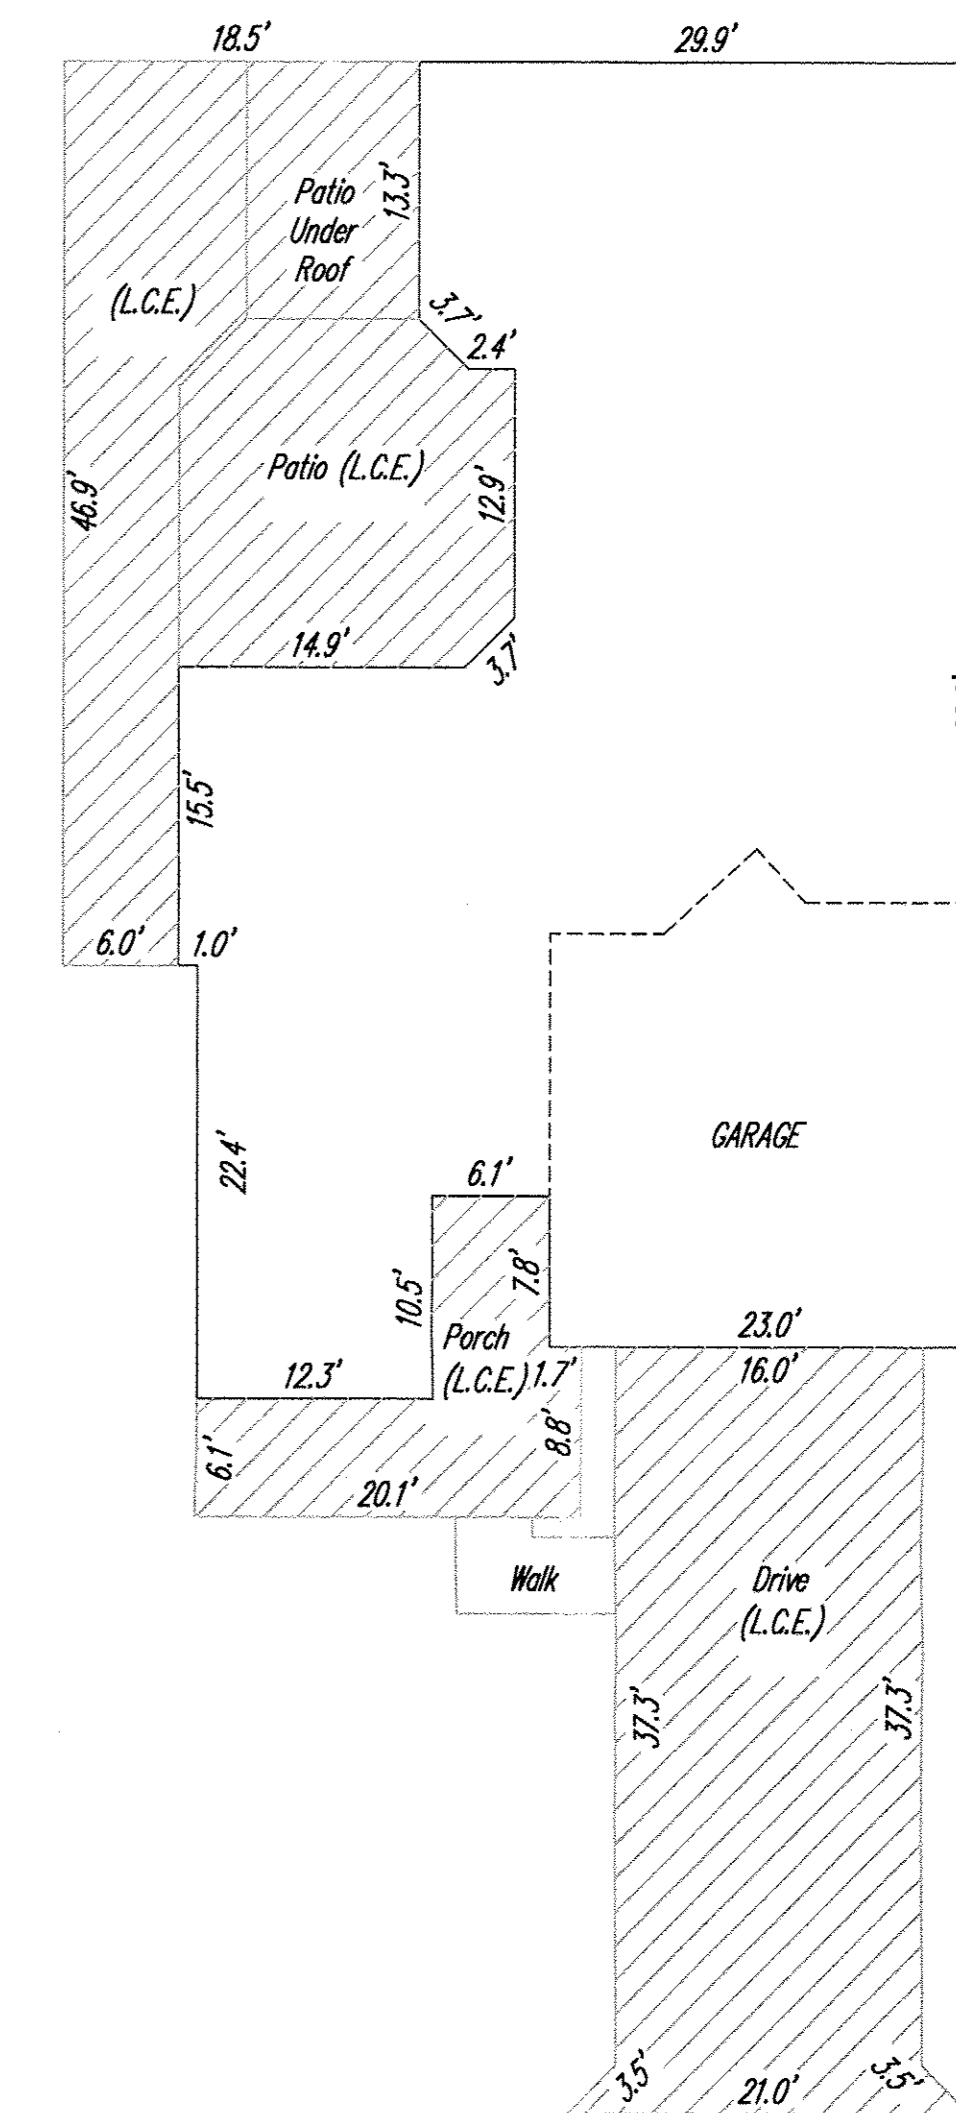 18.5'
29.9'
Patio
Under
Roof
13.3'
(L.C.E.)
3.7'
2.4'
Patio (L.C.E.)
46.9'
12.9'
14.9'
3.7'
15.5'
6.0'
1.0'
GARAGE
22.4'
6.1'
10.5'
7.8'
Porch
(L.C.E.)
1.7'
23.0'
16.0'
12.3'
6.1'
8.8'
20.1'
Walk
Drive
(L.C.E.)
37.3'
37.3'
3.5'
21.0'
3.5'